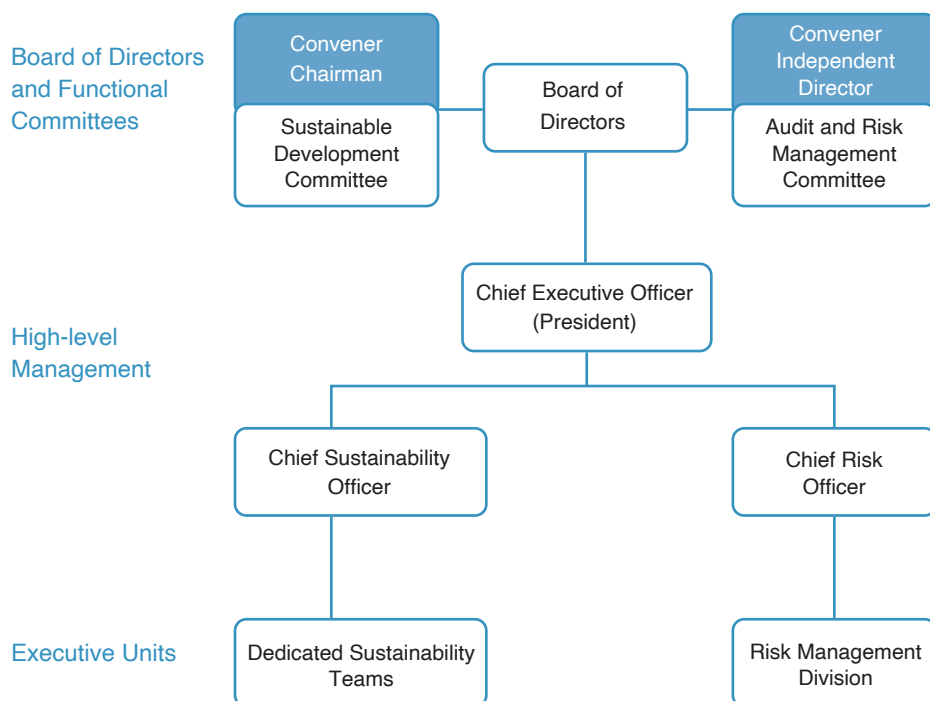 Board of Directors
and Functional
Committees
Convener
Chairman
Sustainable
Development
Committee
Board of
Directors
Convener
Independent
Director
Audit and Risk
Management
Committee
High-level
Management
Chief Executive Officer
(President)
Chief Sustainability
Officer
Chief Risk
Officer
Executive Units
Dedicated Sustainability
Teams
Risk Management
Division